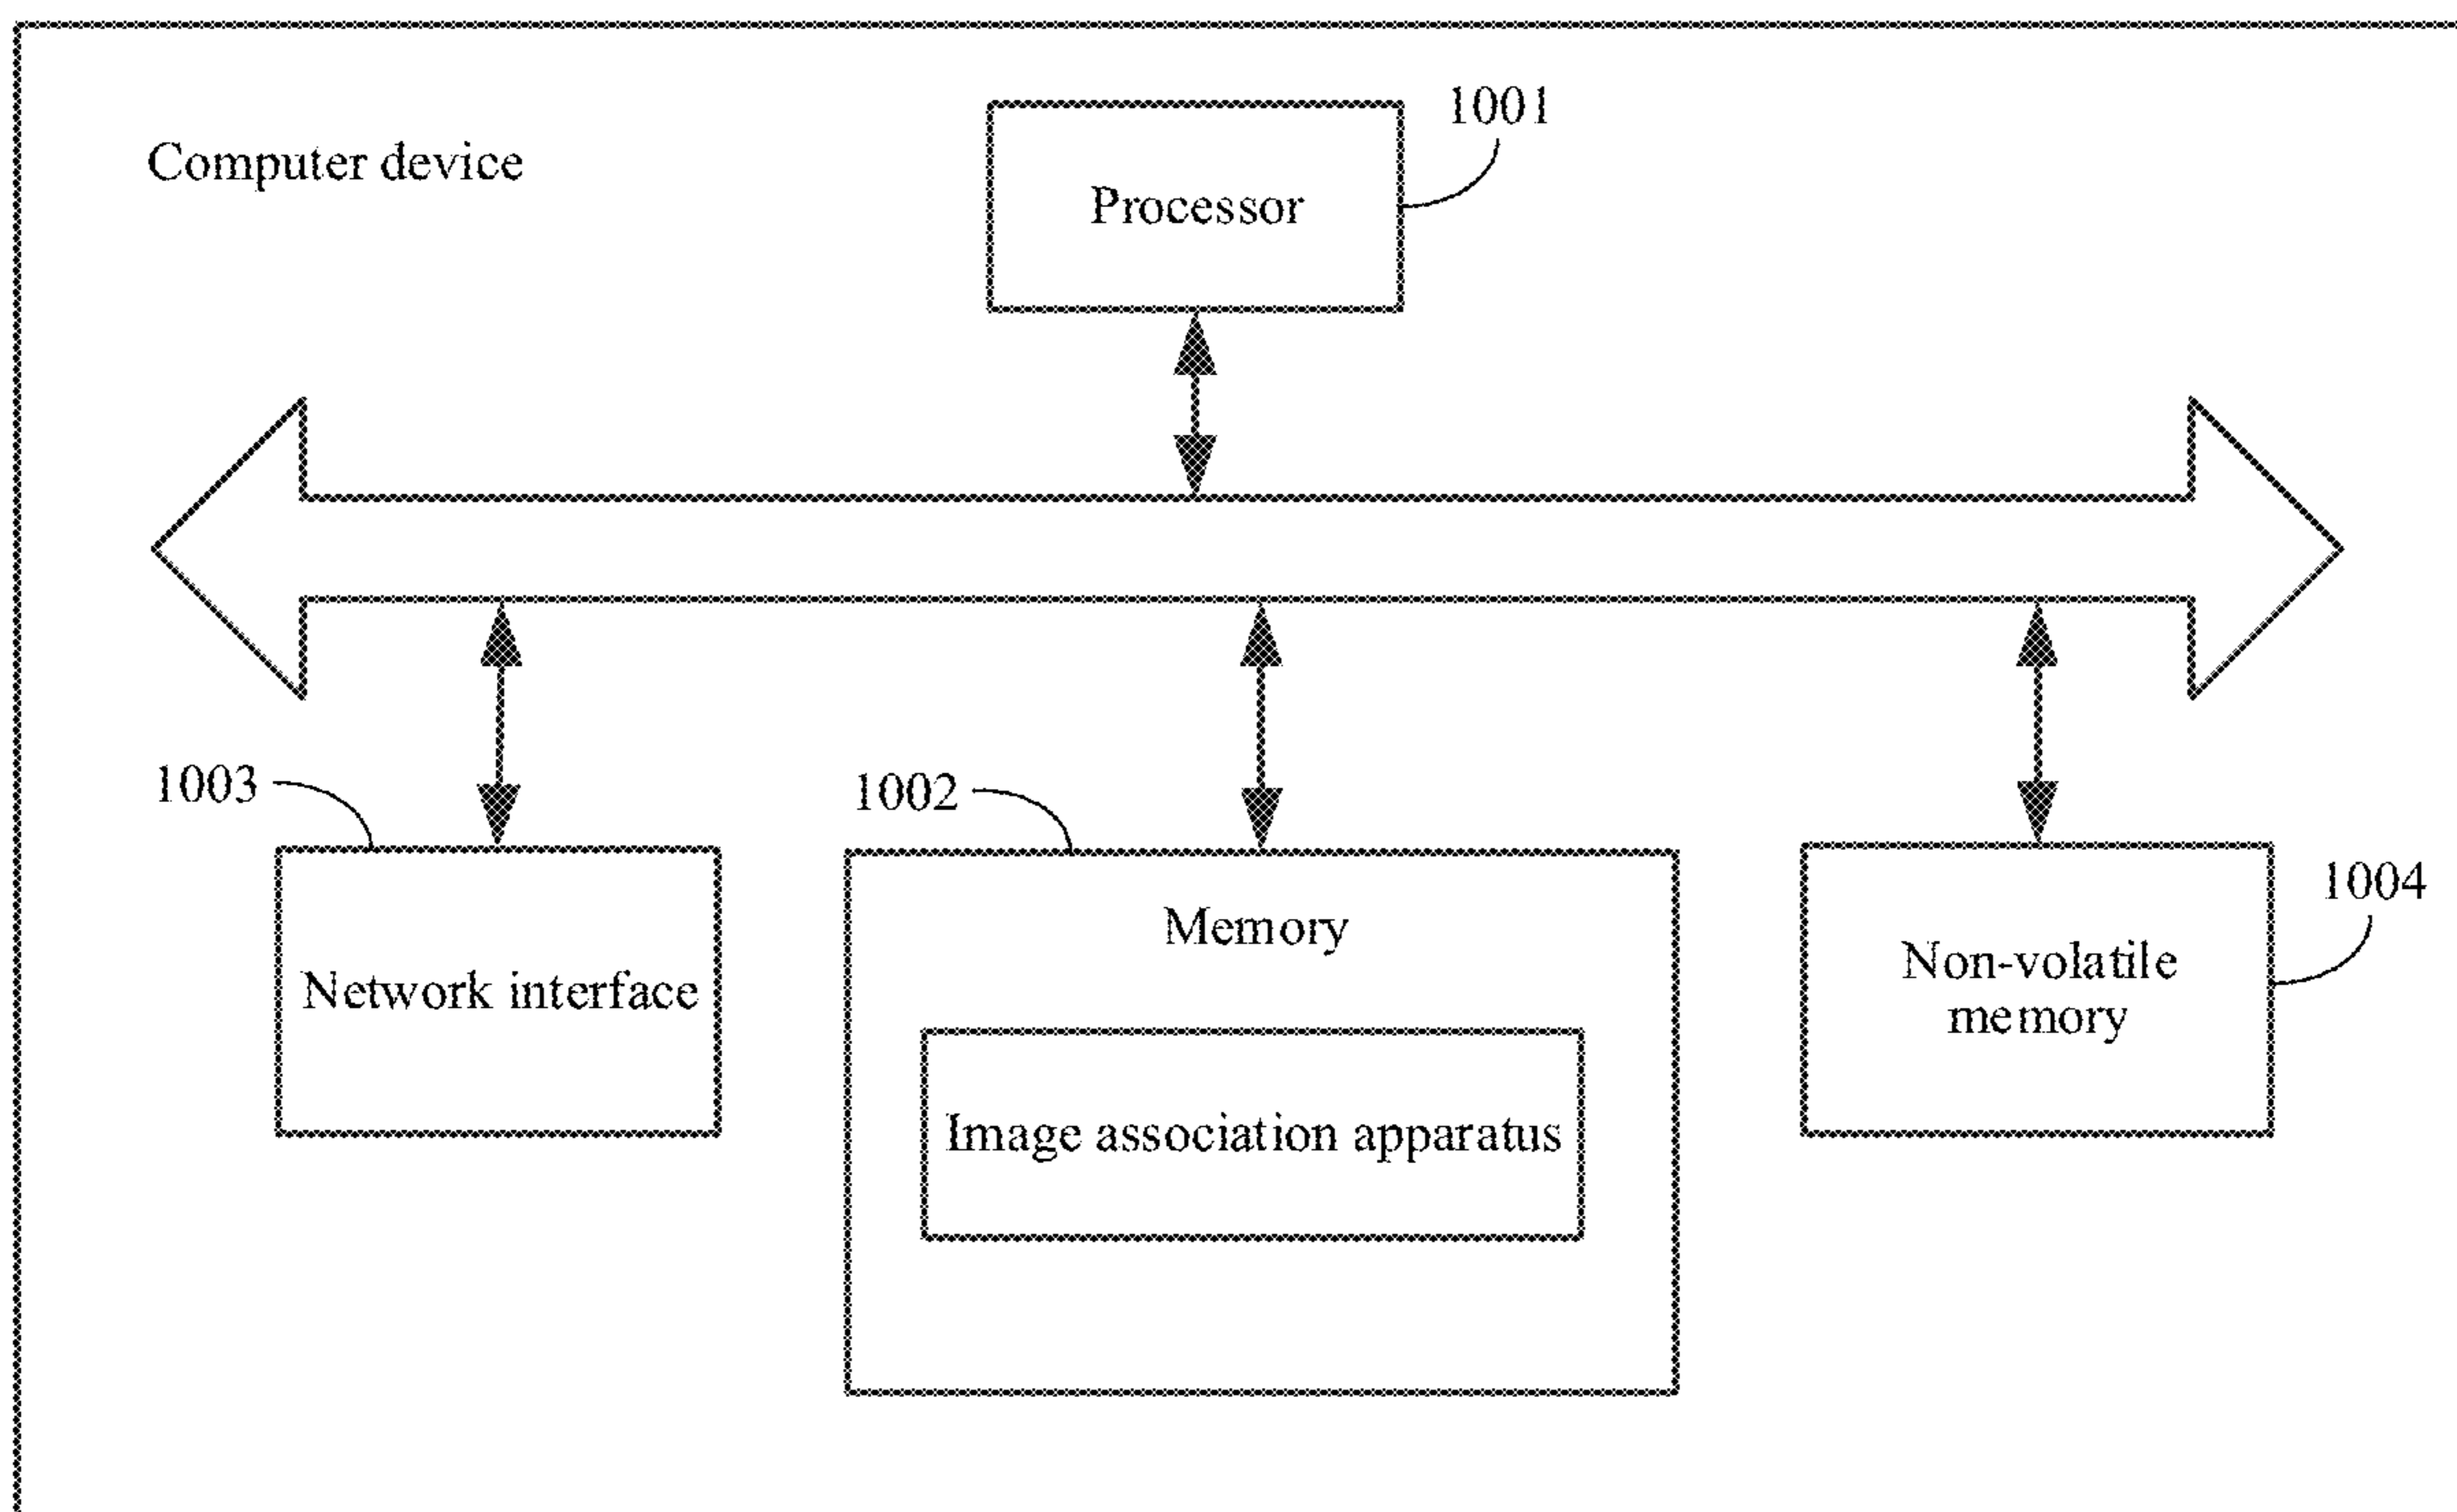 Computer device
1001
Processor
1003
1002
1004
Network interface
Memory
Non-volatile
memory
Image association apparatus